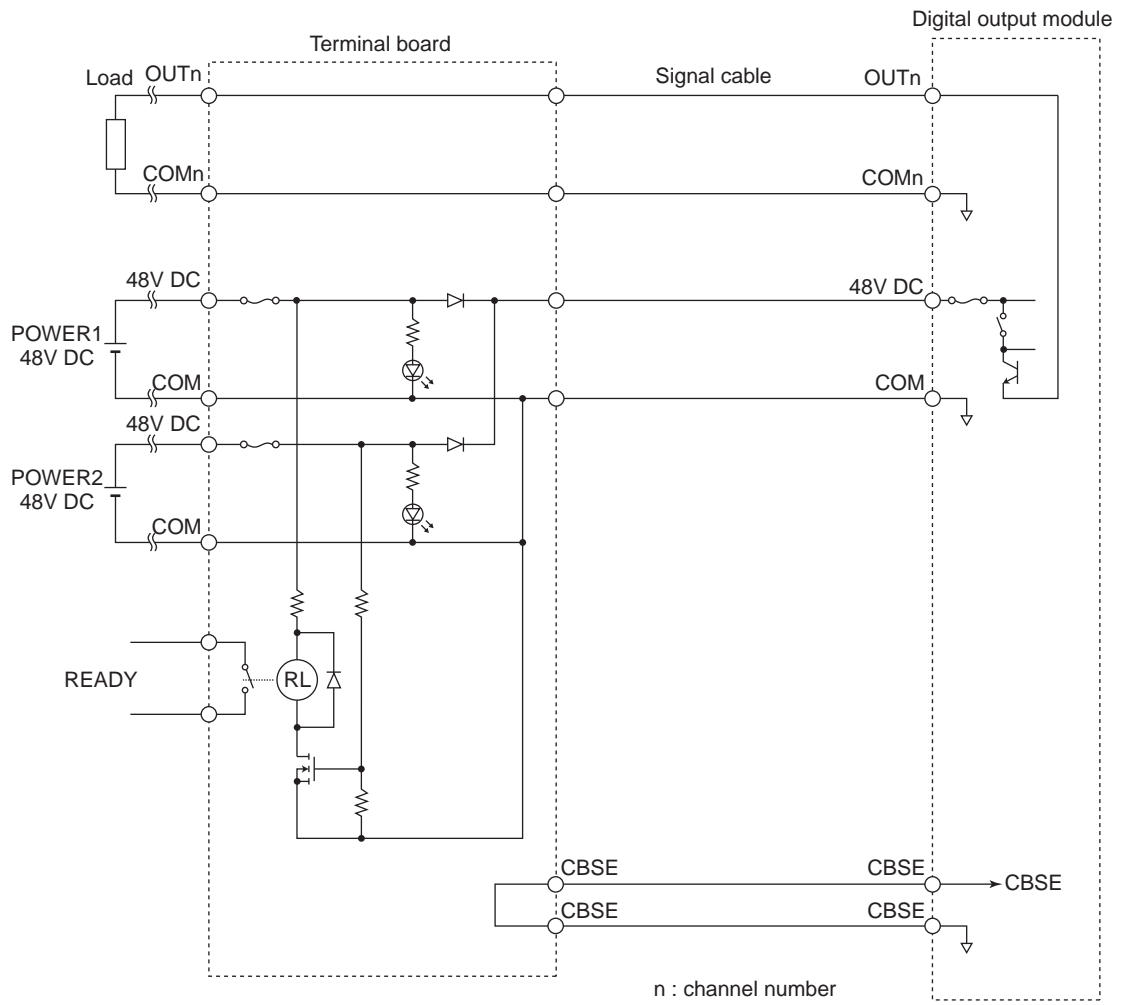 Digital output module
Terminal board
Load
OUTn
Signal cable
OUTn
COMn
COMn
48V DC
48V DC
POWER1
48V DC
COM
COM
48V DC
POWER2
48V DC
COM
READY
RL
CBSE
CBSE
CBSE
CBSE
CBSE
n : channel number